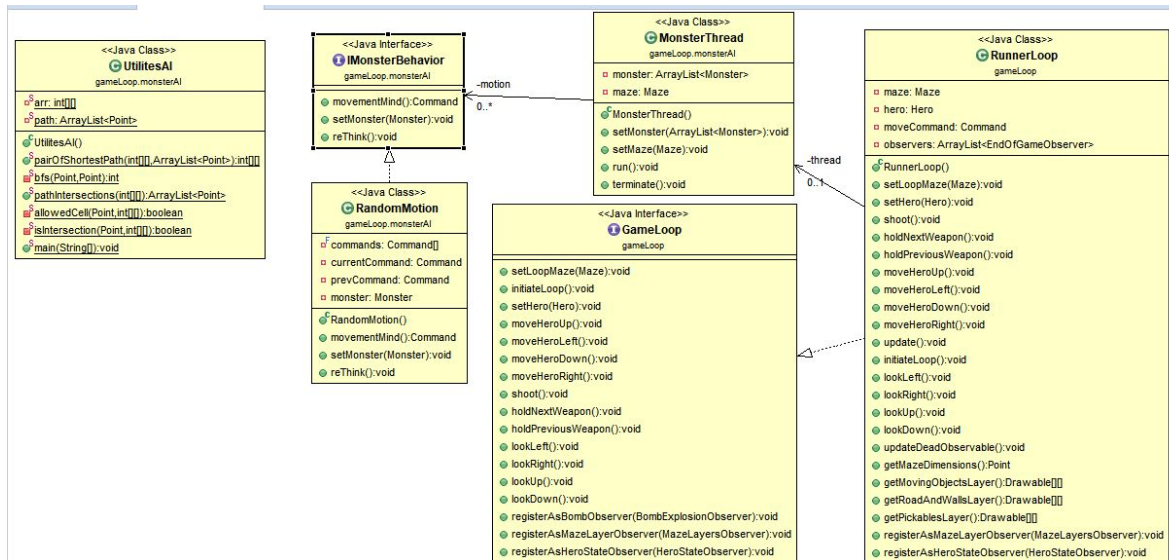 <<Java Class>>
UtilitesAI
gameLoop.monsterAI
arr: int[][]
path: ArrayList<Point>
UtilitesAI()
pairOfShortestPath(int[][],ArrayList<Point>):int[][]
bfs(Point,Point):int
pathIntersections(int[][]):ArrayList<Point>
allowedCell(Point,int[][]):boolean
isIntersection(Point,int[][]):boolean
main(String[]):void
<<Java Interface>>
IMonsterBehavior
gameLoop.monsterAI
movementMind():Command
setMonster(Monster):void
reThink():void
-motion
0..*
<<Java Class>>
RandomMotion
gameLoop.monsterAI
commands: Command[]
currentCommand: Command
prevCommand: Command
monster: Monster
RandomMotion()
movementMind():Command
setMonster(Monster):void
reThink():void
<<Java Class>>
MonsterThread
gameLoop.monsterAI
monster: ArrayList<Monster>
maze: Maze
MonsterThread()
setMonster(ArrayList<Monster>):void
setMaze(Maze):void
run():void
terminate():void
-thread
0..1
<<Java Interface>>
GameLoop
gameLoop
setLoopMaze(Maze):void
initiateLoop():void
setHero(Hero):void
moveHeroUp():void
moveHeroLeft():void
moveHeroDown():void
moveHeroRight():void
shoot():void
holdNextWeapon():void
holdPreviousWeapon():void
lookLeft():void
lookRight():void
lookUp():void
lookDown():void
registerAsBombObserver(BombExplosionObserver):void
registerAsMazeLayerObserver(MazeLayersObserver):void
registerAsHeroStateObserver(HeroStateObserver):void
<<Java Class>>
RunnerLoop
gameLoop
maze: Maze
hero: Hero
moveCommand: Command
observers: ArrayList<EndOfGameObserver>
RunnerLoop()
setLoopMaze(Maze):void
setHero(Hero):void
shoot():void
holdNextWeapon():void
holdPreviousWeapon():void
moveHeroUp():void
moveHeroLeft():void
moveHeroDown():void
moveHeroRight():void
update():void
initiateLoop():void
lookLeft():void
lookRight():void
lookUp():void
lookDown():void
updateDeadObservable():void
getMazeDimensions():Point
getMovingObjectsLayer():Drawable[][]
getRoadAndWallsLayer():Drawable[][]
getPickablesLayer():Drawable[][]
registerAsMazeLayerObserver(MazeLayersObserver):void
registerAsHeroStateObserver(HeroStateObserver):void